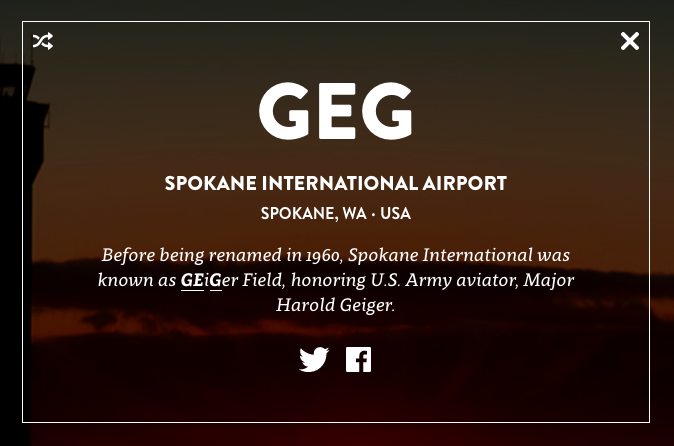 GEG
SPOKANE INTERNATIONAL AIRPORT
SPOKANE, WA · USA
Before being renamed in 1960, Spokane International was
known as GEiGer Field, honoring U.S. Army aviator, Major
Harold Geiger.